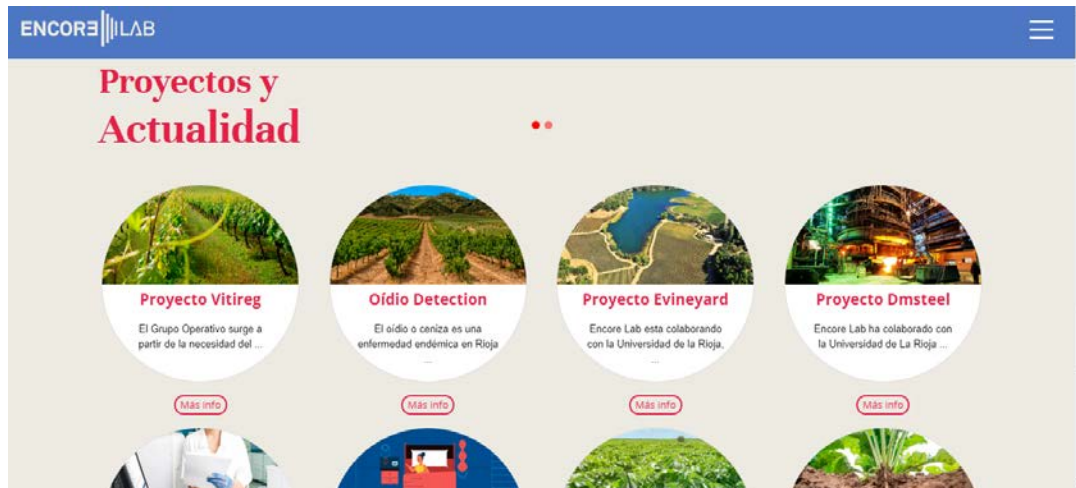 ENCORE LAB
Proyectos y
Actualidad
Proyecto Vitireg
El Grupo Operativo surge a
partir de la necesidad del ...
Más info
Oídio Detection
El oídio o ceniza es una
enfermedad endémica en Rioja
...
Más info
Proyecto Evineyard
Encore Lab esta colaborando
con la Universidad de la Rioja,
...
Más info
Proyecto Dmsteel
Encore Lab ha colaborado con
la Universidad de La Rioja ...
Más info